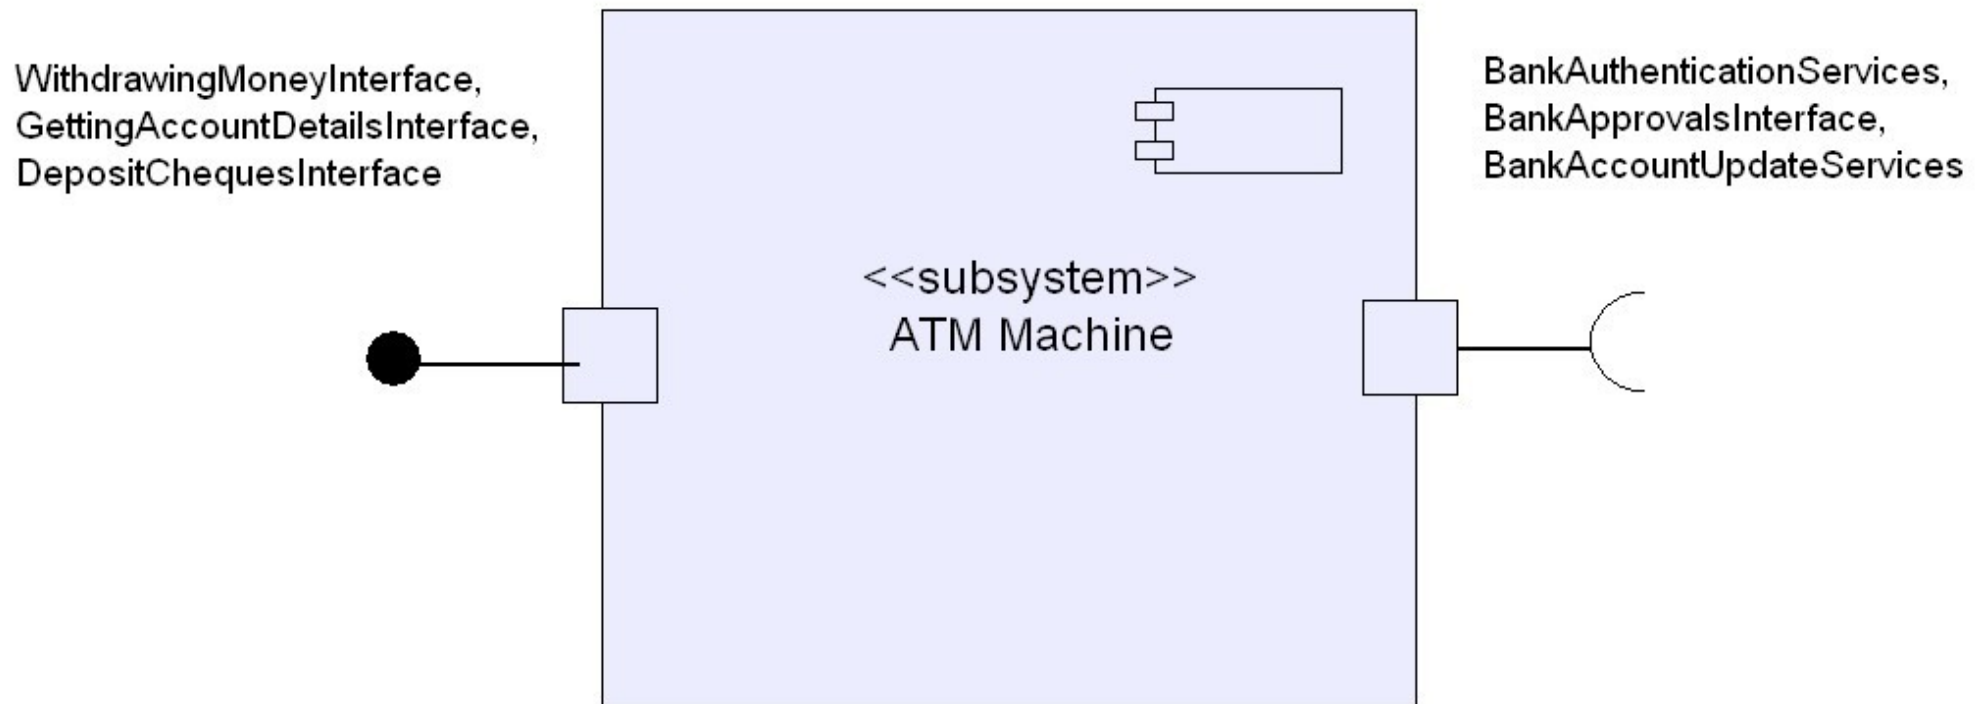 WithdrawingMoneyInterface,
GettingAccountDetailsInterface,
DepositChequesInterface
<<subsystem>>
ATM Machine
BankAuthenticationServices,
BankApprovalsInterface,
BankAccountUpdateServices